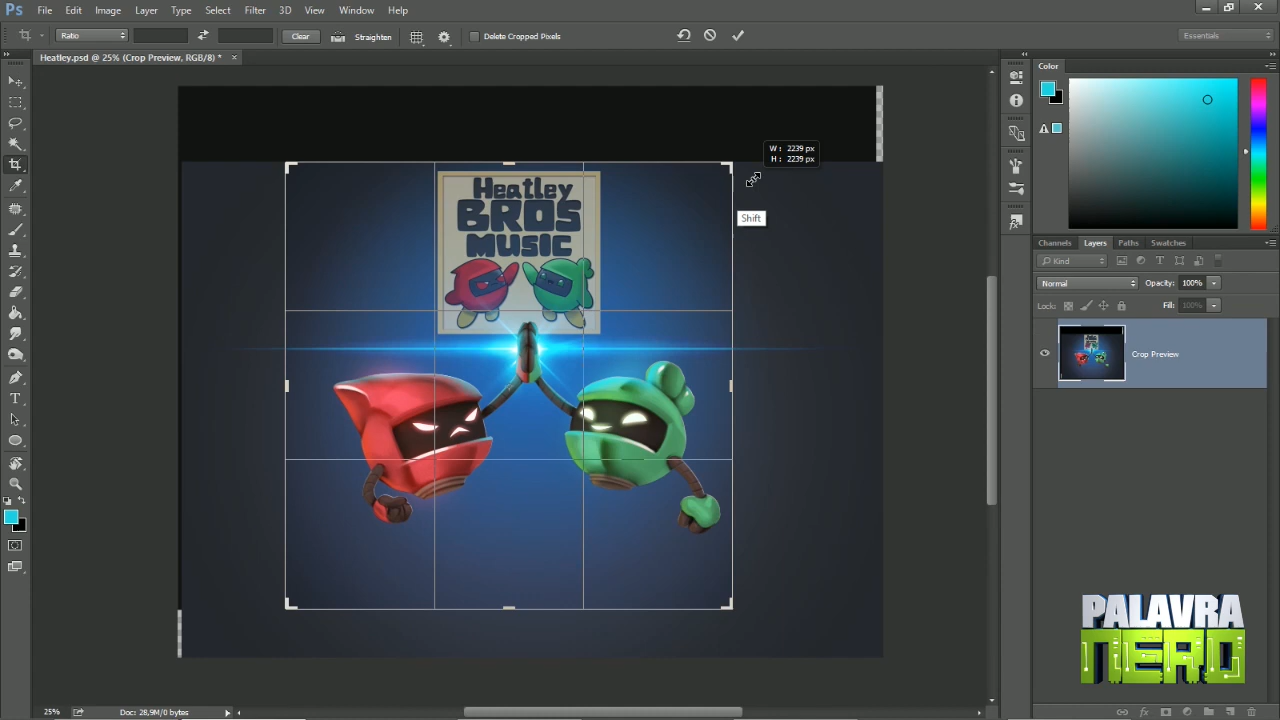 Ps File Edit Image Layer Type Select Filter 3D View Window Help
Ratio Clear Straighten Delete Cropped Pixels Essentials
Heatley.psd @ 25% (Crop Preview, RGB/8) * ×
Color
W : 2239 px
H : 2239 px
Shift
Heatley
BROS
MUSIC
Channels Layers Paths Swatches
Kind
Normal Opacity: 100%
Lock: Fill: 100%
Crop Preview
PALAVRA
NERD
25% Doc: 28,9M/0 bytes